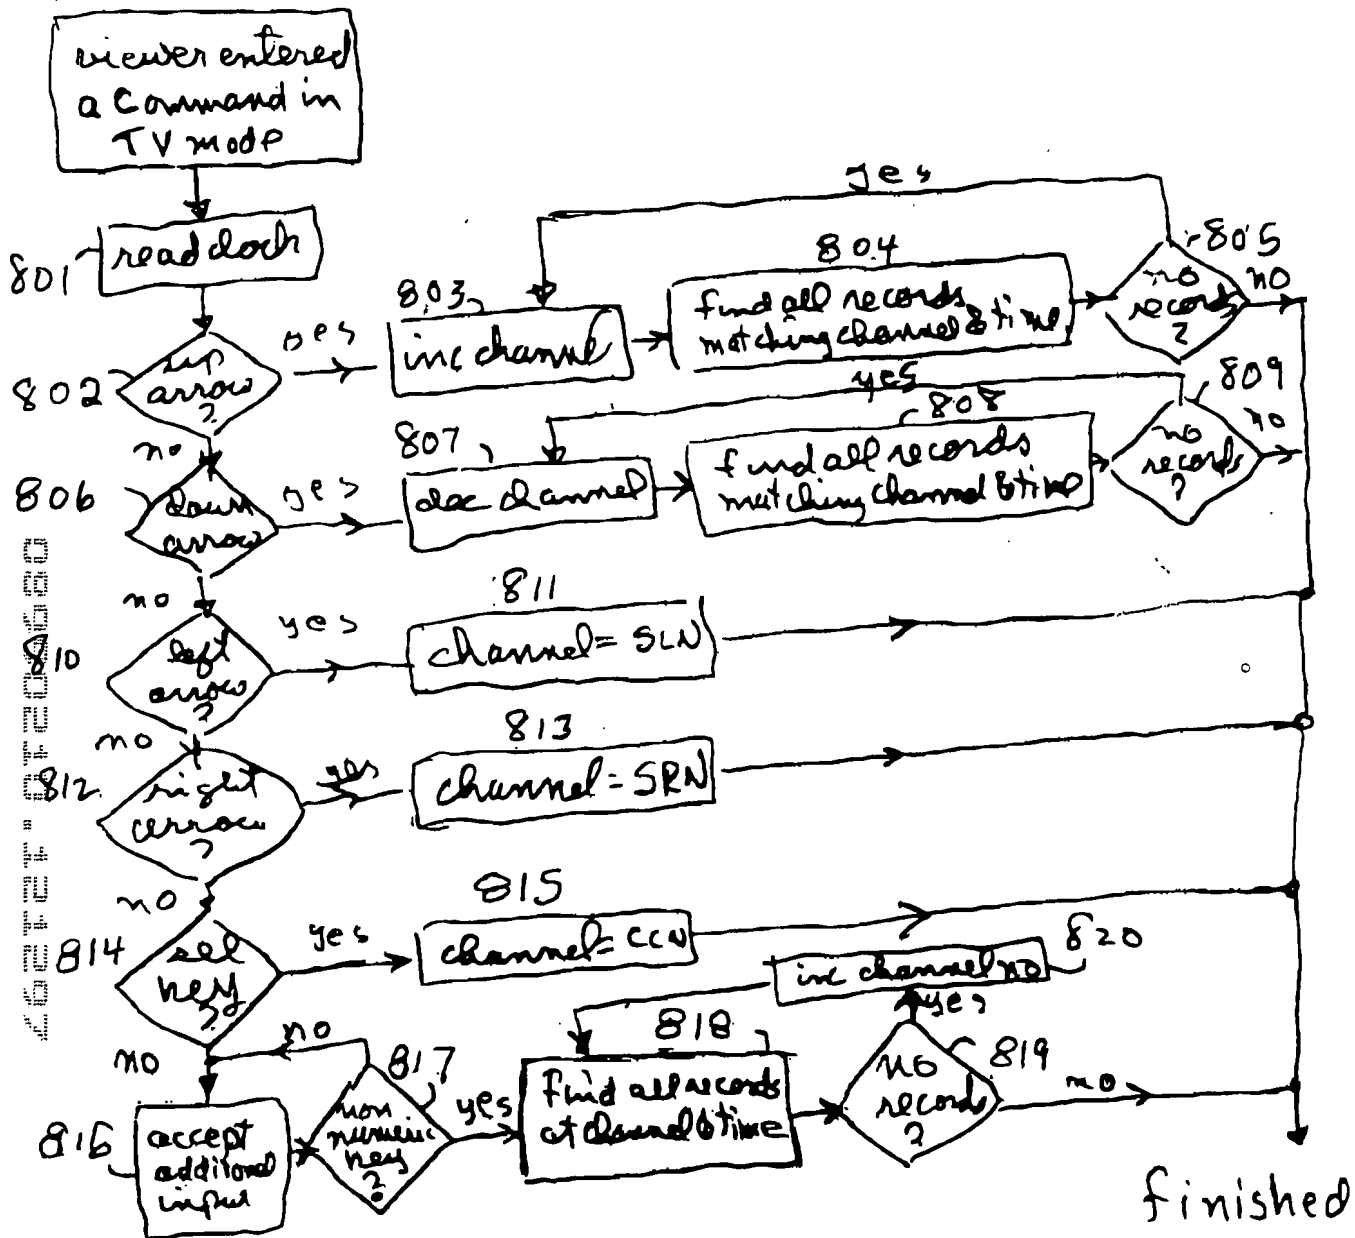 viewer entered
a Command in
TV mode
801
read clock
802
up
arrow
?
yes
803
inc channel
804
find all records
matching channel & time
805
no
records
?
yes
no
no
806
down
arrow
yes
807
dec channel
808
find all records
matching channel & time
809
no
records
?
yes
no
no
810
left
arrow
?
yes
811
channel = SLN
no
812
right
arrow
?
yes
813
channel = SRN
no
814
sel
key
?
yes
815
channel = CCN
no
816
accept
additional
input
817
non
numeric
key
?
no
yes
818
Find all records
at channel & time
819
no
records
?
yes
820
inc channel no
no
finished